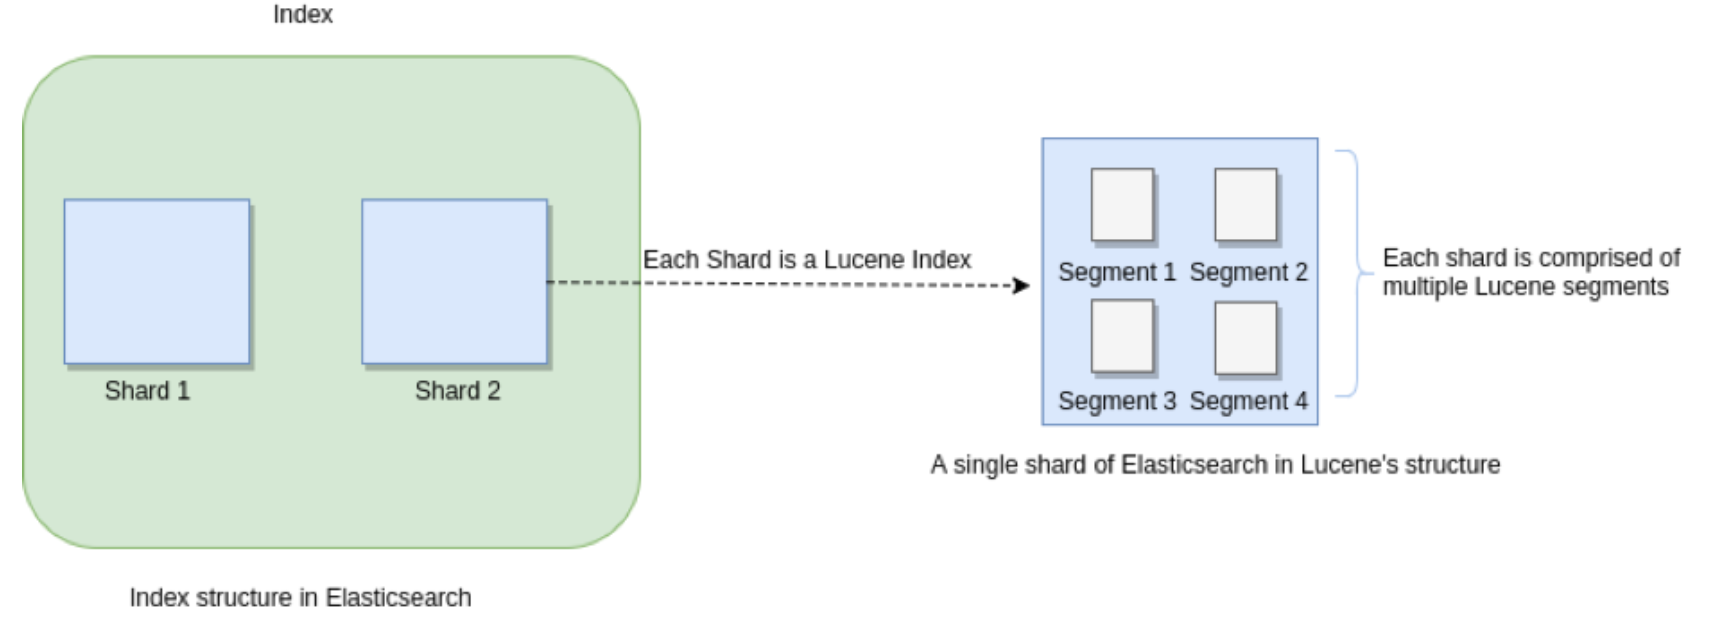 Index
Each Shard is a Lucene Index
Shard 1
Shard 2
Index structure in Elasticsearch
Segment 1
Segment 2
Segment 3
Segment 4
Each shard is comprised of
multiple Lucene segments
A single shard of Elasticsearch in Lucene's structure